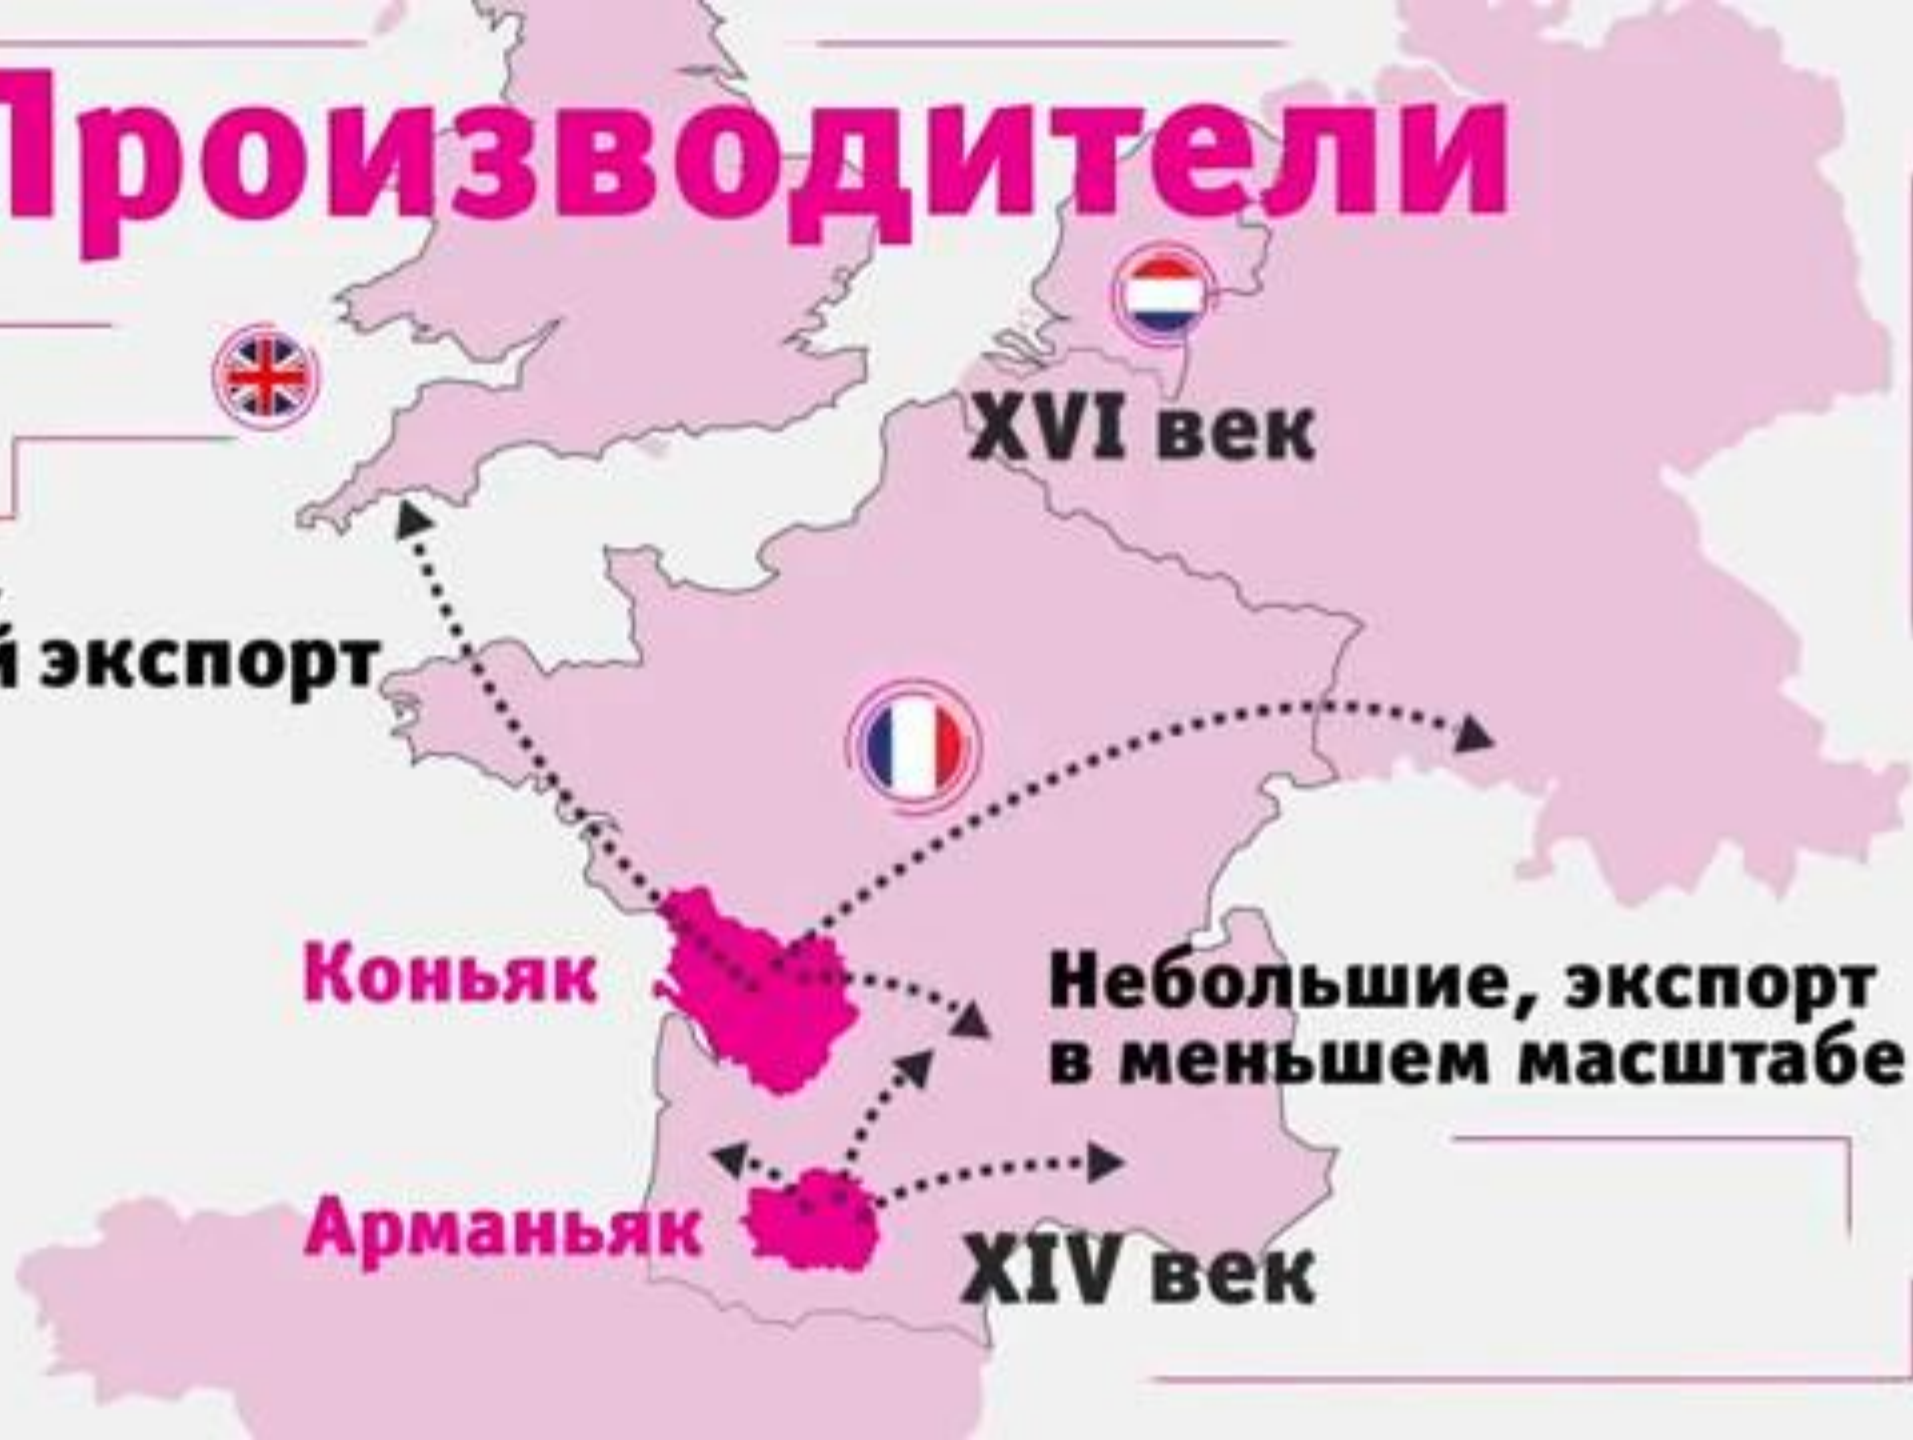 Производители
XVI век
й экспорт
Коньяк
Небольшие, экспорт
в меньшем масштабе
Арманьяк
XIV век